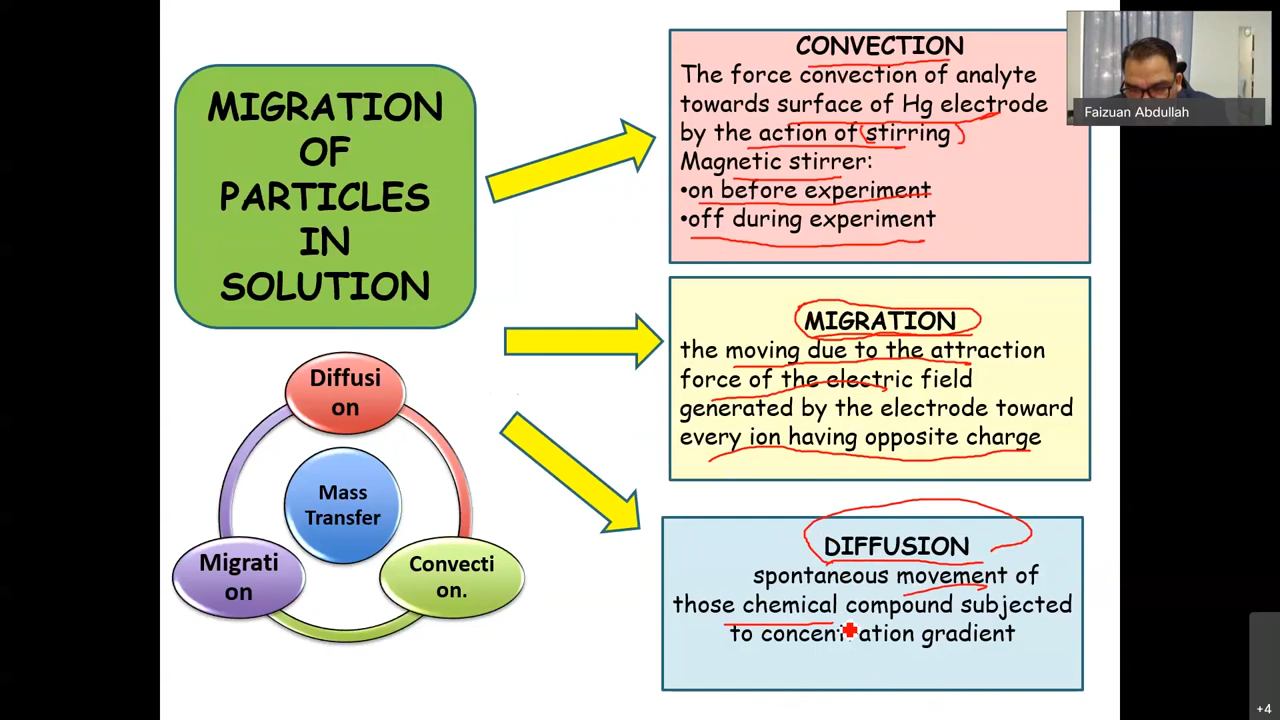 MIGRATION
OF
PARTICLES
IN
SOLUTION
CONVECTION
The force convection of analyte
towards surface of Hg electrode
by the action of stirring
Magnetic stirrer:
•on before experiment
•off during experiment
Faizuan Abdullah
MIGRATION
the moving due to the attraction
force of the electric field
generated by the electrode toward
every ion having opposite charge
DIFFUSION
spontaneous movement of
those chemical compound subjected
to concentration gradient
Diffusi
on
Mass
Transfer
Migrati
on
Convecti
on.
+4